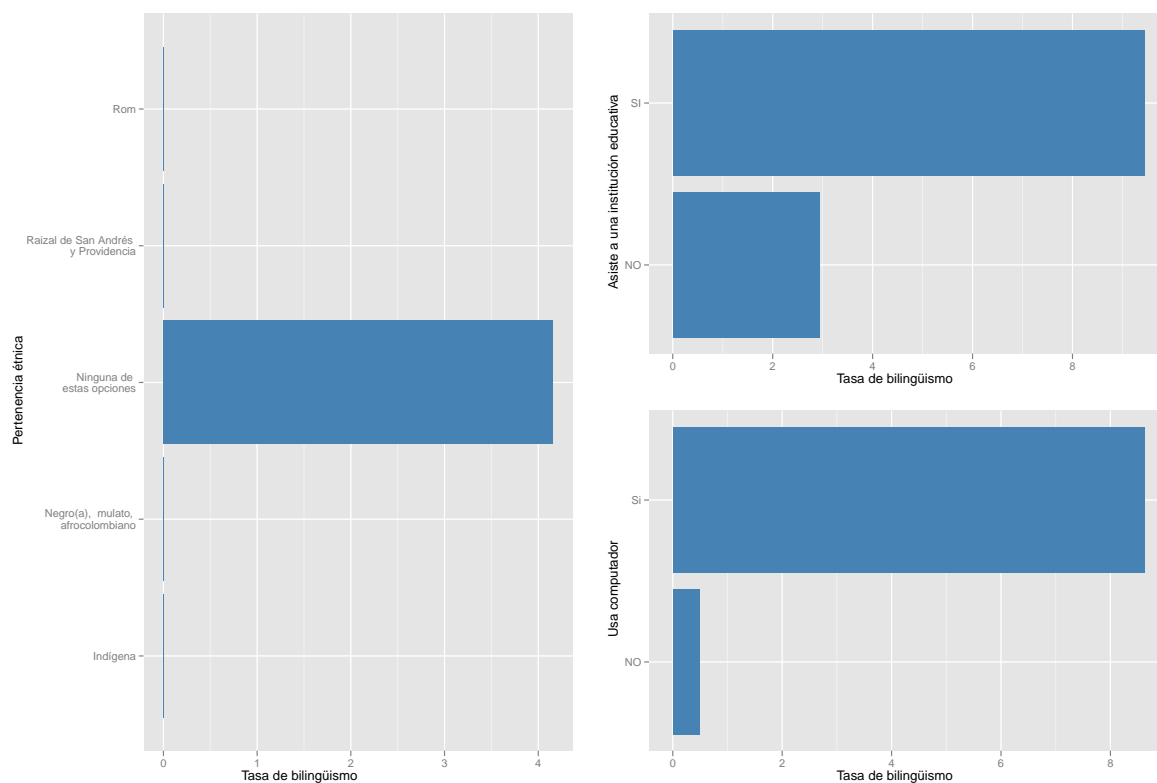 Pertenencia étnica
Rom
Raizal de San Andrés
y Providencia
Ninguna de
estas opciones
Negro(a), mulato,
afrocolombiano
Indígena
0 1 2 3 4
Tasa de bilingüismo
Asiste a una institución educativa
SI
NO
0 2 4 6 8
Tasa de bilingüismo
Usa computador
Si
NO
0 2 4 6 8
Tasa de bilingüismo